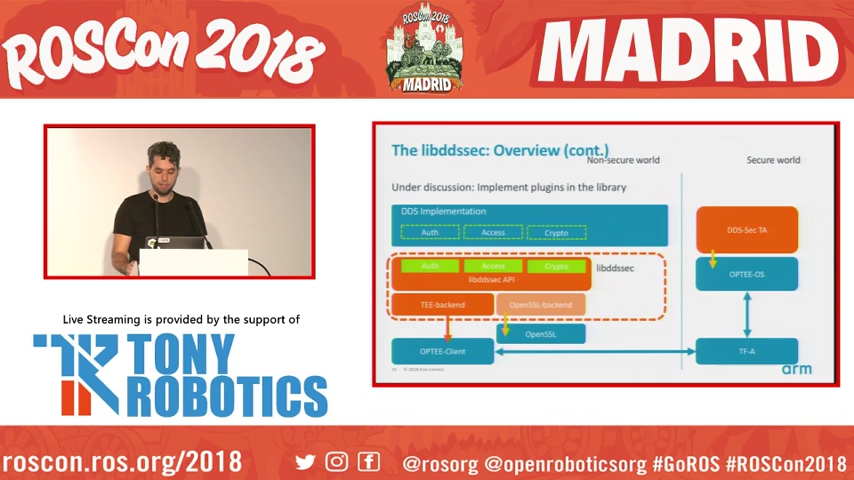 ROSCon 2018
ROSCON 2018
MADRID
MADRID
The libddssec: Overview (cont.)
Non-secure world
Secure world
Under discussion: Implement plugins in the library
DDS Implementation
Auth
Access
Crypto
DDS-Sec TA
Auth
Access
Crypto
libddssec
libddssec API
OPTEE-OS
TEE-backend
OpenSSL-backend
OpenSSL
OPTEE-Client
TF-A
arm
Live Streaming is provided by the support of
TONY
ROBOTICS
roscon.ros.org/2018
@rosorg @openroboticsorg #GoROS #ROSCon2018